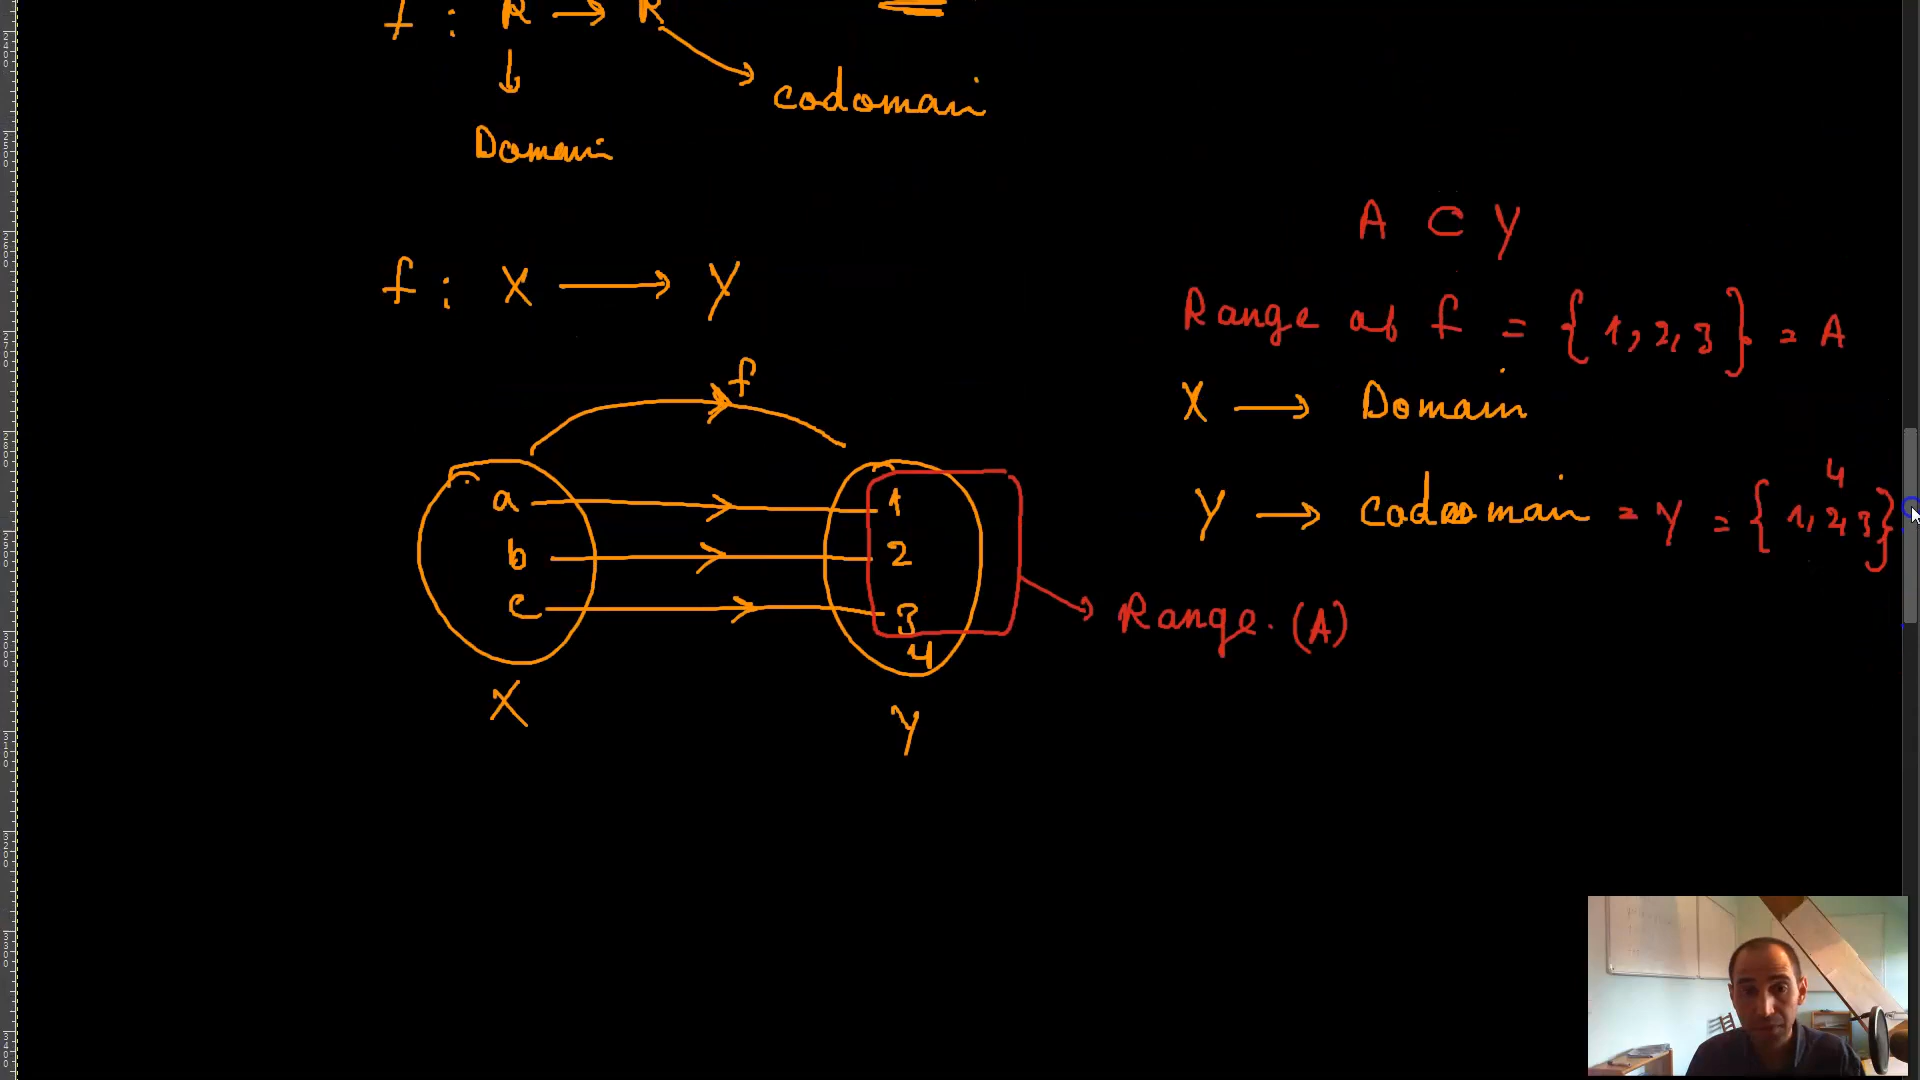 f : R → R
codomain
Domain
A ⊂ Y
f : X → Y
Range of f = {1, 2, 3} = A
f
X → Domain
4
Y → codomain = Y = {1, 2, 3}
a 1
b 2
c 3
4
Range. (A)
X
Y